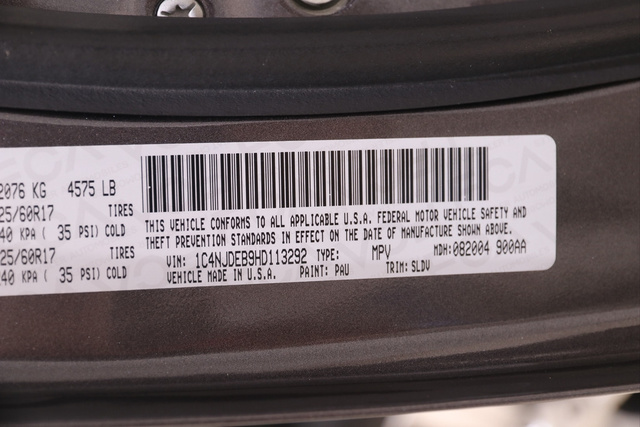 2076 KG 4575 LB
25/60R17 TIRES
240 KPA ( 35 PSI) COLD
25/60R17 TIRES
240 KPA ( 35 PSI) COLD
THIS VEHICLE CONFORMS TO ALL APPLICABLE U.S.A. FEDERAL MOTOR VEHICLE SAFETY AND
THEFT PREVENTION STANDARDS IN EFFECT ON THE DATE OF MANUFACTURE SHOWN ABOVE.
VIN: 1C4NJDEB9HD113292 TYPE: MPV MDH: 082004 900AA
VEHICLE MADE IN U.S.A. PAINT: PAU TRIM: SLDV